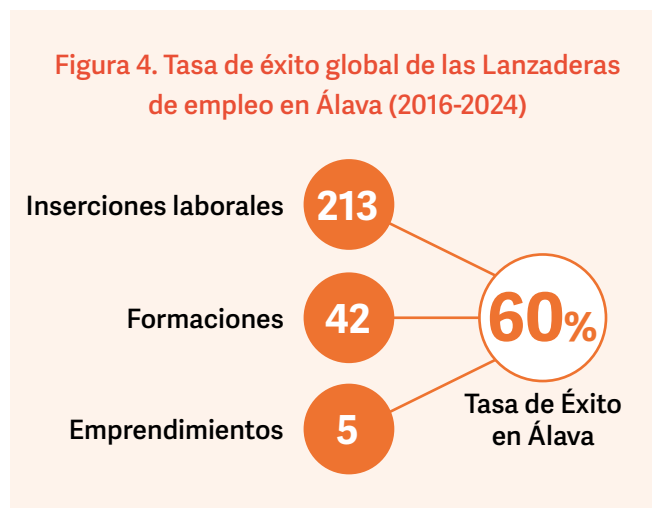 Figura 4. Tasa de éxito global de las Lanzaderas
de empleo en Álava (2016-2024)
Inserciones laborales
213
Formaciones
42
60%
Emprendimientos
5
Tasa de Éxito
en Álava